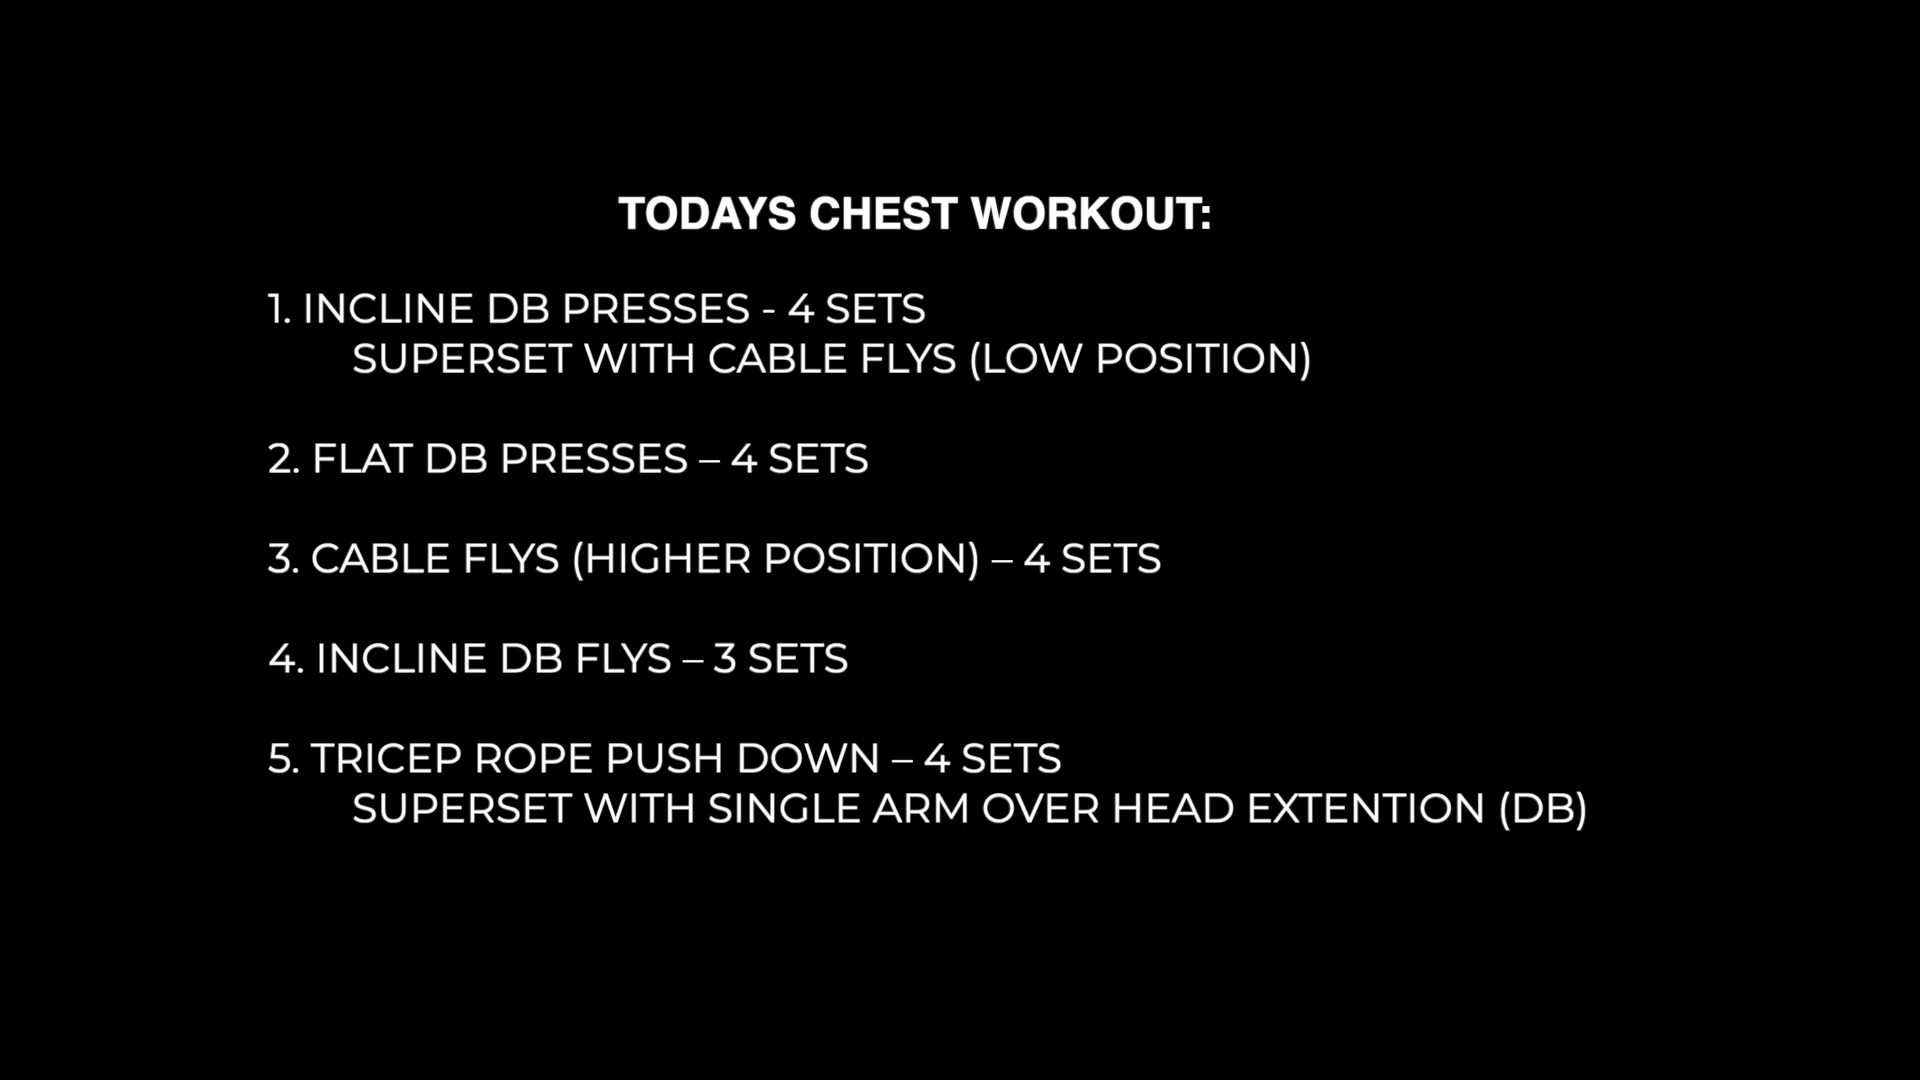 TODAYS CHEST WORKOUT:
1. INCLINE DB PRESSES - 4 SETS
SUPERSET WITH CABLE FLYS (LOW POSITION)
2. FLAT DB PRESSES – 4 SETS
3. CABLE FLYS (HIGHER POSITION) – 4 SETS
4. INCLINE DB FLYS – 3 SETS
5. TRICEP ROPE PUSH DOWN – 4 SETS
SUPERSET WITH SINGLE ARM OVER HEAD EXTENTION (DB)